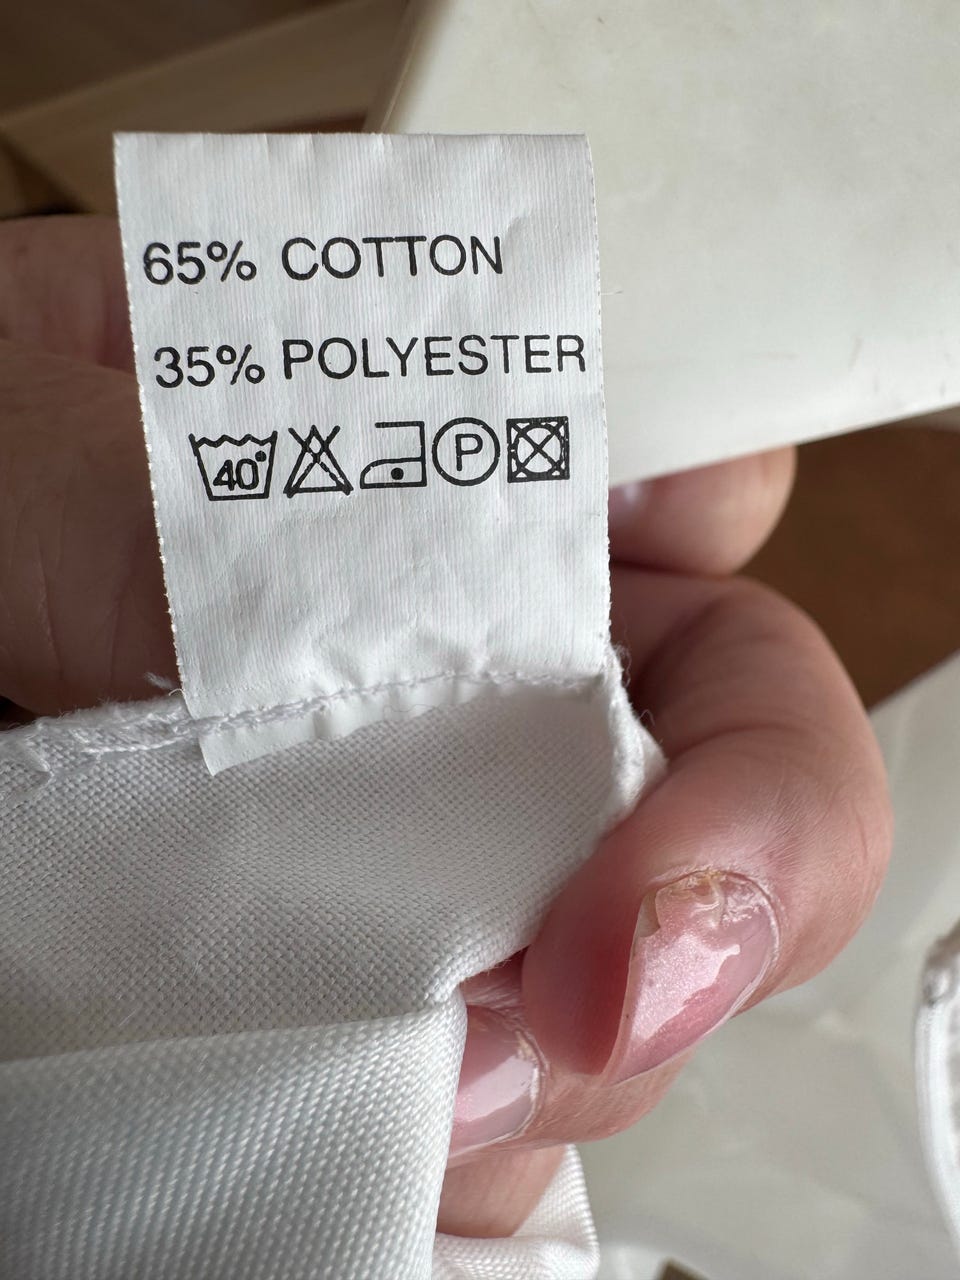 65% COTTON
35% POLYESTER
40° P